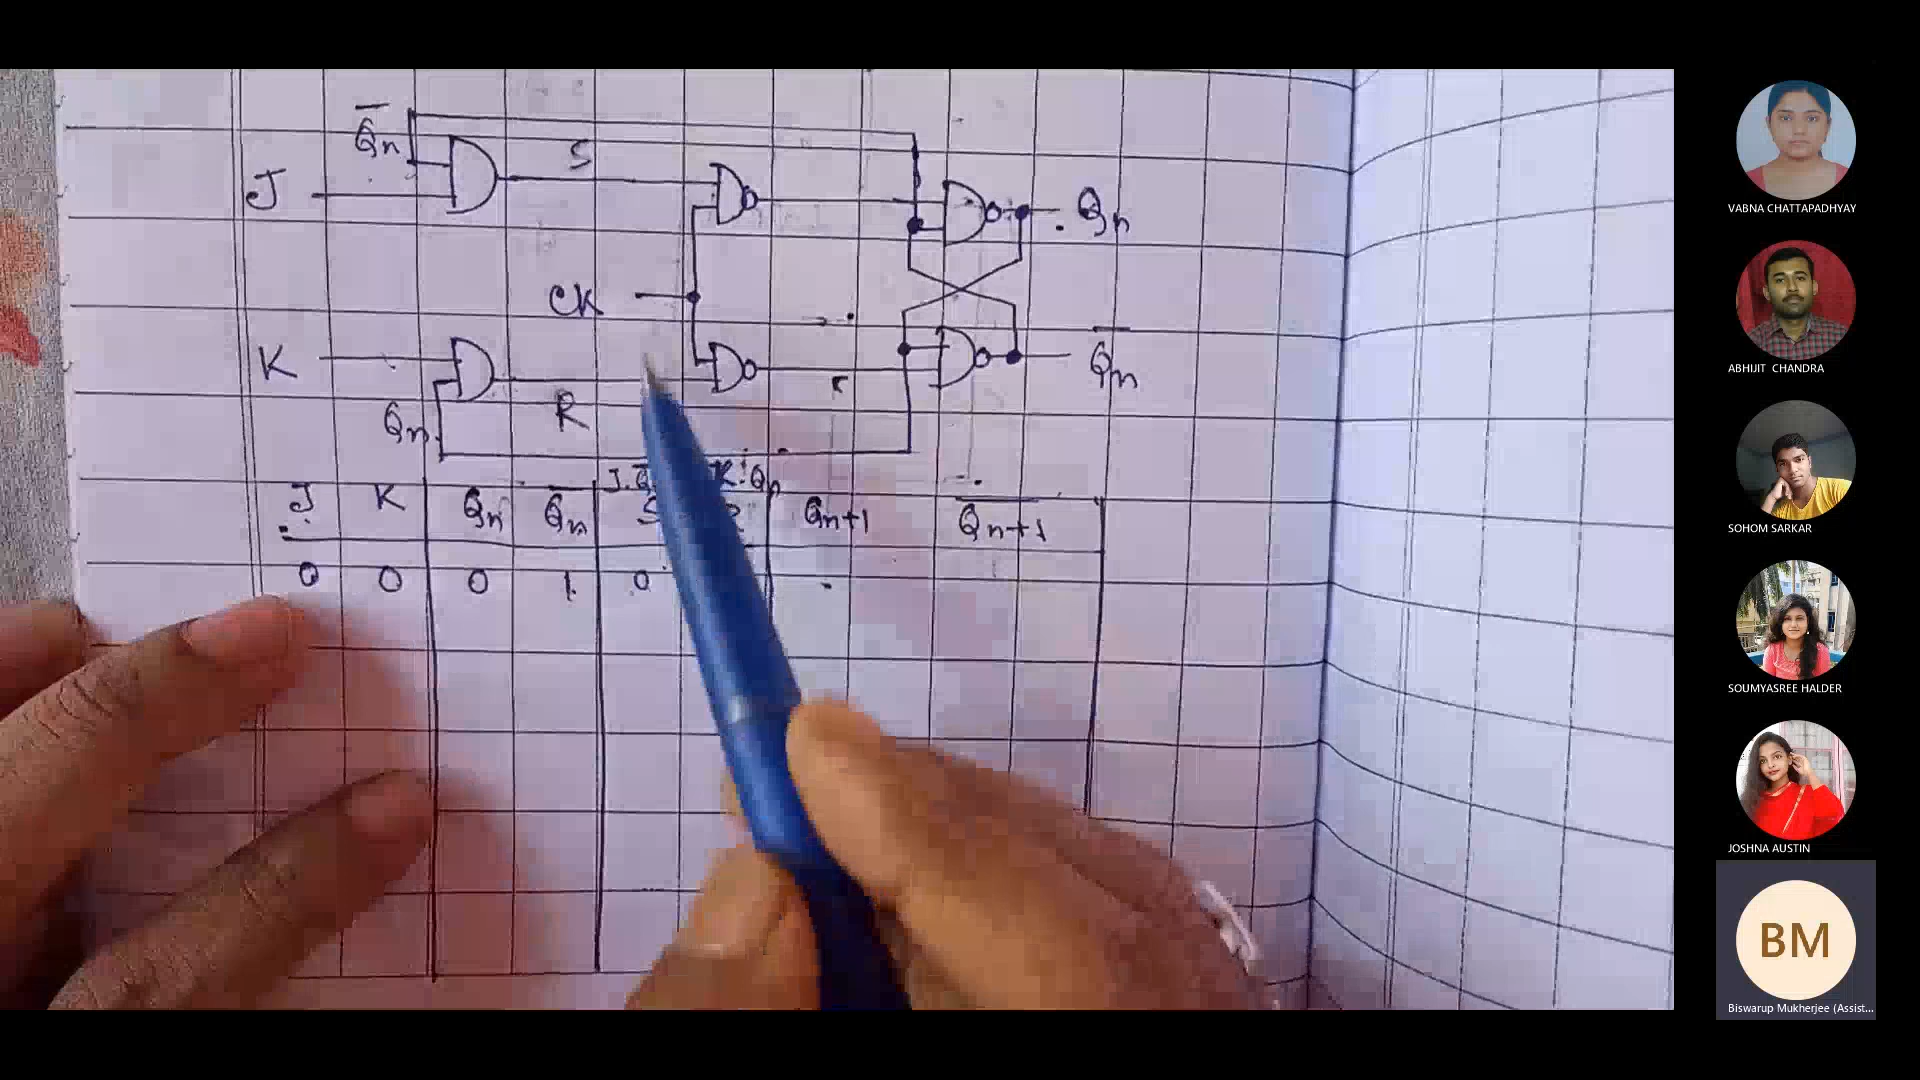 Q̅n
S
J
Qn
CK
K
Q̅n
Qn
R
J.Q̅ K.Qn
J K Qn Q̅n S R Qn+1 Q̅n+1
0 0 0 1 0
VABNA CHATTAPADHYAY
ABHIJIT CHANDRA
SOHOM SARKAR
SOUMYASREE HALDER
JOSHNA AUSTIN
BM
Biswarup Mukherjee (Assist...